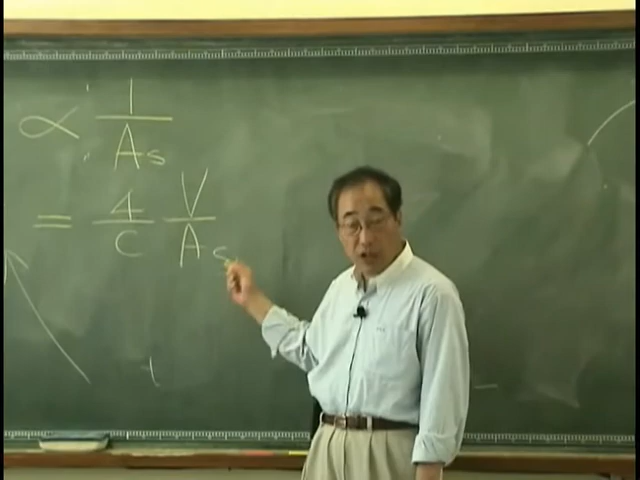 ∝ 1/As
= 4/C V/As